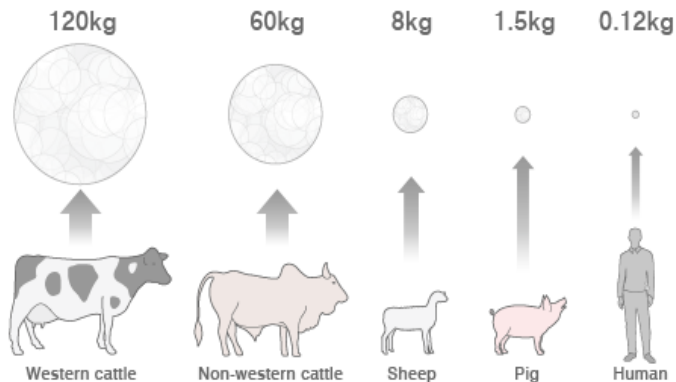 120kg 60kg 8kg 1.5kg 0.12kg
Western cattle Non-western cattle Sheep Pig Human